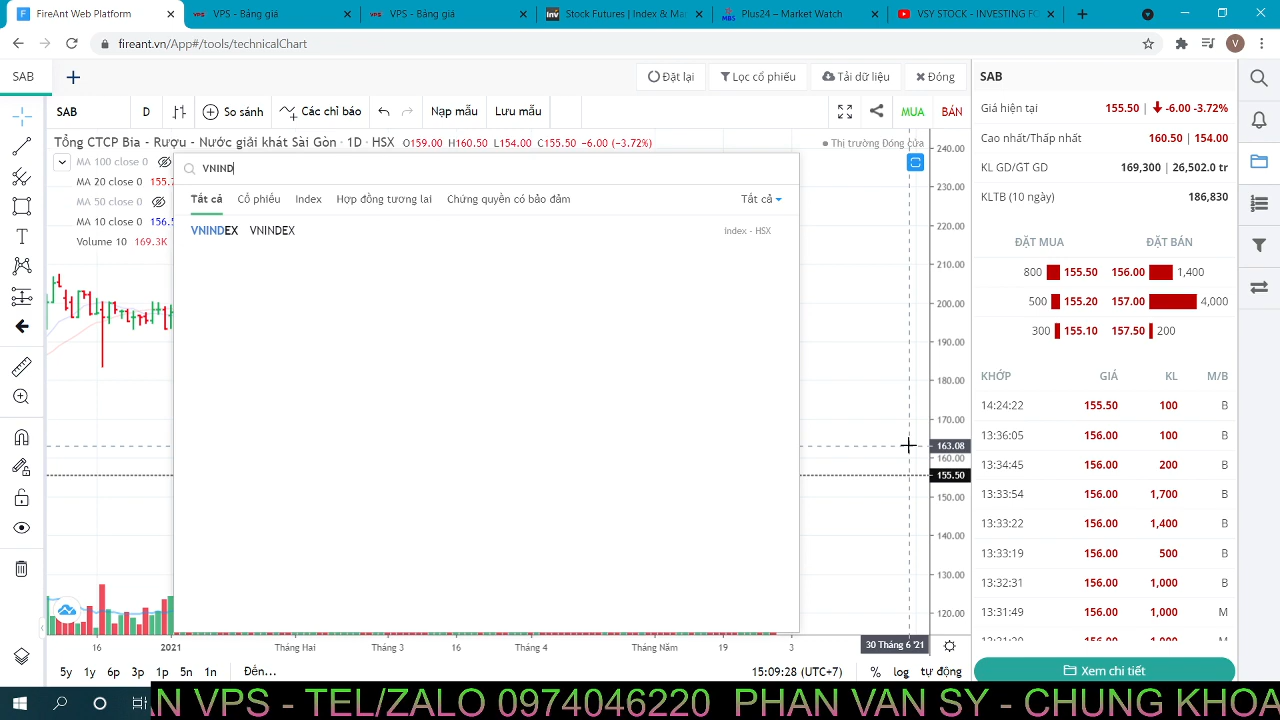 FireAnt Web Platform
VPS - Bảng giá
VPS - Bảng giá
Inv Stock Futures | Index & Ma
MBS Plus24 – Market Watch
VSY STOCK - INVESTING FO
fireant.vn/App#/tools/technicalChart
V
SAB
Đặt lại
Lọc cổ phiếu
Tải dữ liệu
Đóng
SAB
SAB
D
So sánh
Các chỉ báo
Nạp mẫu
Lưu mẫu
MUA
BÁN
Giá hiện tại 155.50 | -6.00 -3.72%
Tổng CTCP Bia - Rượu - Nước giải khát Sài Gòn · 1D · HSX O159.00 H160.50 L154.00 C155.50 −6.00 (−3.72%)
Thị trường Đóng cửa
Cao nhất/Thấp nhất 160.50 | 154.00
KL GD/GT GD 169,300 | 26,502.0 tr
KLTB (10 ngày) 186,830
MA 100 close 0
MA 20 close 0 155.7
MA 50 close 0
MA 10 close 0 156.5
Volume 10 169.3K
VNIND
Tất cả
Cổ phiếu
Index
Hợp đồng tương lai
Chứng quyền có bảo đảm
Tất cả
VNINDEX VNINDEX Index - HSX
240.00
230.00
220.00
210.00
200.00
190.00
180.00
170.00
163.08
160.00
155.50
150.00
140.00
130.00
120.00
ĐẶT MUA ĐẶT BÁN
800 155.50 156.00 1,400
500 155.20 157.00 4,000
300 155.10 157.50 200
KHỚP GIÁ KL M/B
14:24:22 155.50 100 B
13:36:05 156.00 100 B
13:34:45 156.00 200 B
13:33:54 156.00 1,700 B
13:33:22 156.00 1,400 B
13:33:19 156.00 500 B
13:32:31 156.00 1,000 B
13:31:49 156.00 1,000 M
16 2021 Tháng Hai Tháng 3 16 Tháng 4 Tháng Năm 19 3 30 Tháng 6 '21
5y 1y 6p 3p 1p 5n 1n Đến...
15:09:28 (UTC+7) % log tự động
Xem chi tiết
N VPS - TEL/ZALO 0974046220 PHAN VAN SY - CHUNG KHOA